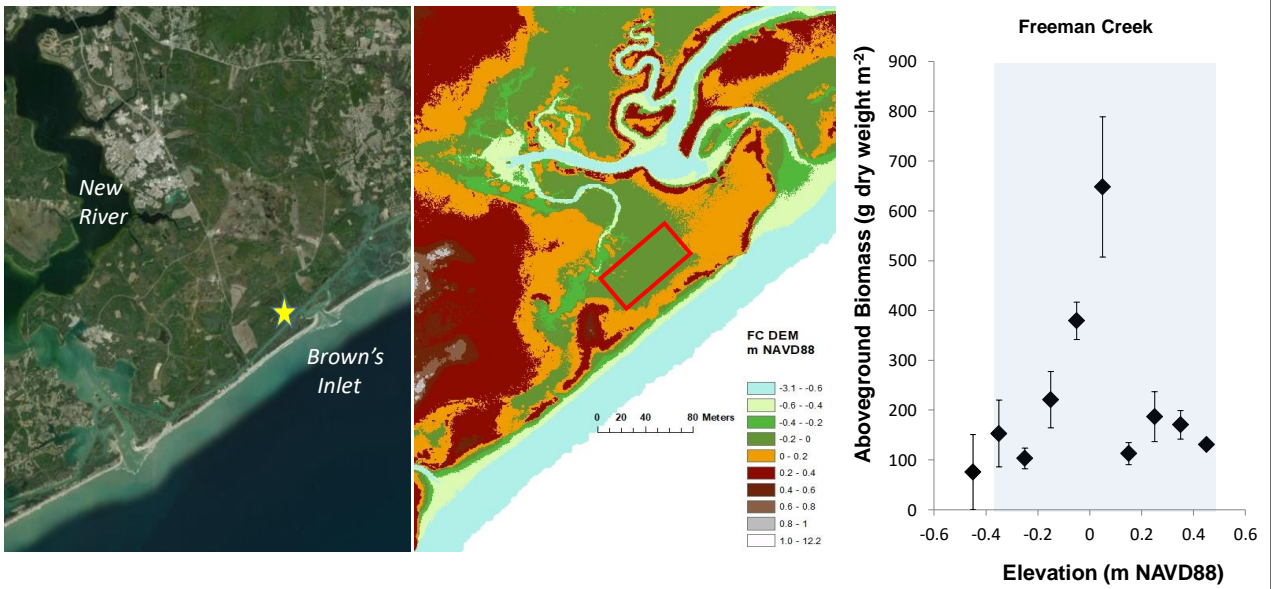 New
River
Brown's
Inlet
FC DEM
m NAVD88
-3.1 - -0.6
-0.6 - -0.4
-0.4 - -0.2
-0.2 - 0
0 - 0.2
0.2 - 0.4
0.4 - 0.6
0.6 - 0.8
0.8 - 1
1.0 - 12.2
0 20 40 80 Meters
Freeman Creek
Aboveground Biomass (g dry weight m-2)
900
800
700
600
500
400
300
200
100
0
-0.6 -0.4 -0.2 0 0.2 0.4 0.6
Elevation (m NAVD88)